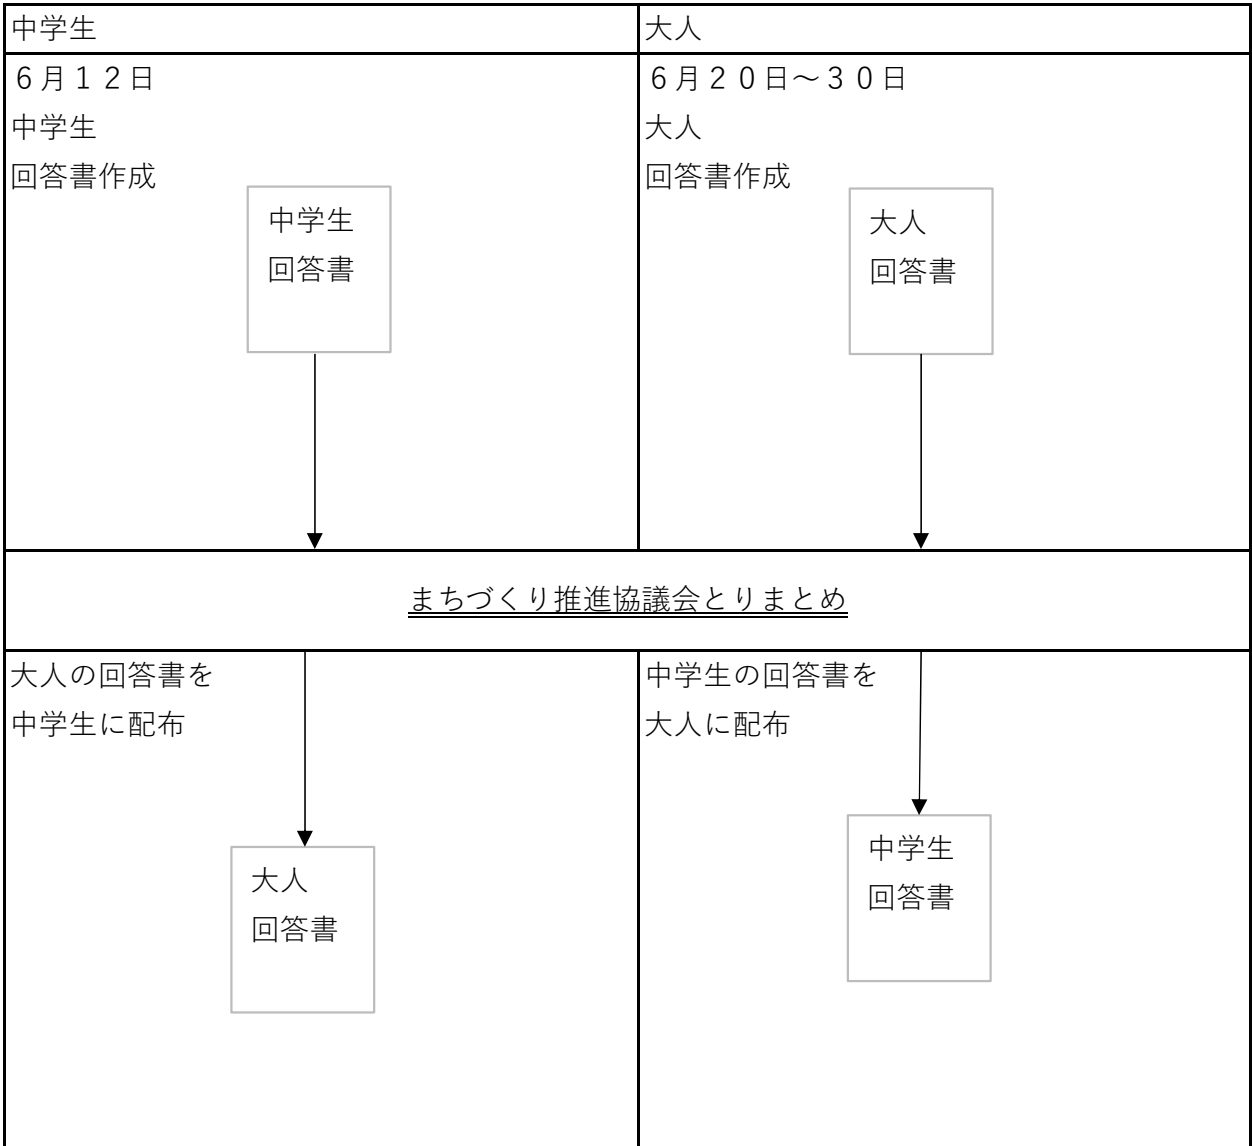 中学生
大人
６月１２日
中学生
回答書作成
中学生
回答書
６月２０日～３０日
大人
回答書作成
大人
回答書
まちづくり推進協議会とりまとめ
大人の回答書を
中学生に配布
大人
回答書
中学生の回答書を
大人に配布
中学生
回答書